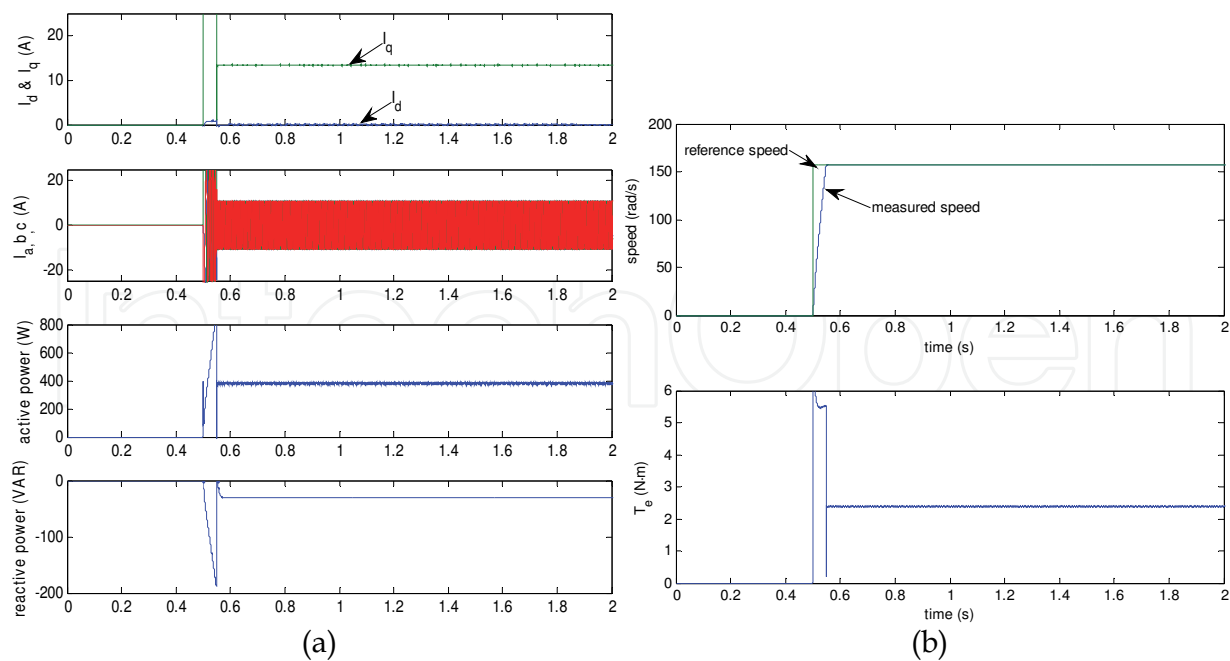 I_d & I_q (A)
25
20
10
0
I_q
I_d
0 0.2 0.4 0.6 0.8 1 1.2 1.4 1.6 1.8 2
I_a,b,c (A)
20
0
-20
0 0.2 0.4 0.6 0.8 1 1.2 1.4 1.6 1.8 2
active power (W)
800
600
400
200
0
0 0.2 0.4 0.6 0.8 1 1.2 1.4 1.6 1.8 2
reactive power (VAR)
0
-100
-200
0 0.2 0.4 0.6 0.8 1 1.2 1.4 1.6 1.8 2
(a)
speed (rad/s)
200
150
100
50
0
reference speed
measured speed
0 0.2 0.4 0.6 0.8 1 1.2 1.4 1.6 1.8 2
time (s)
T_e (N·m)
6
5
4
3
2
1
0
0 0.2 0.4 0.6 0.8 1 1.2 1.4 1.6 1.8 2
time (s)
(b)
IntechOpen